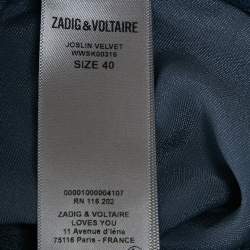 ZADIG & VOLTAIRE
JOSLIN VELVET
WWSK00316
SIZE 40
00001000004107
RN 116 202
ZADIG & VOLTAIRE
LOVES YOU
11 Avenue d'Iéna
75116 Paris - FRANCE